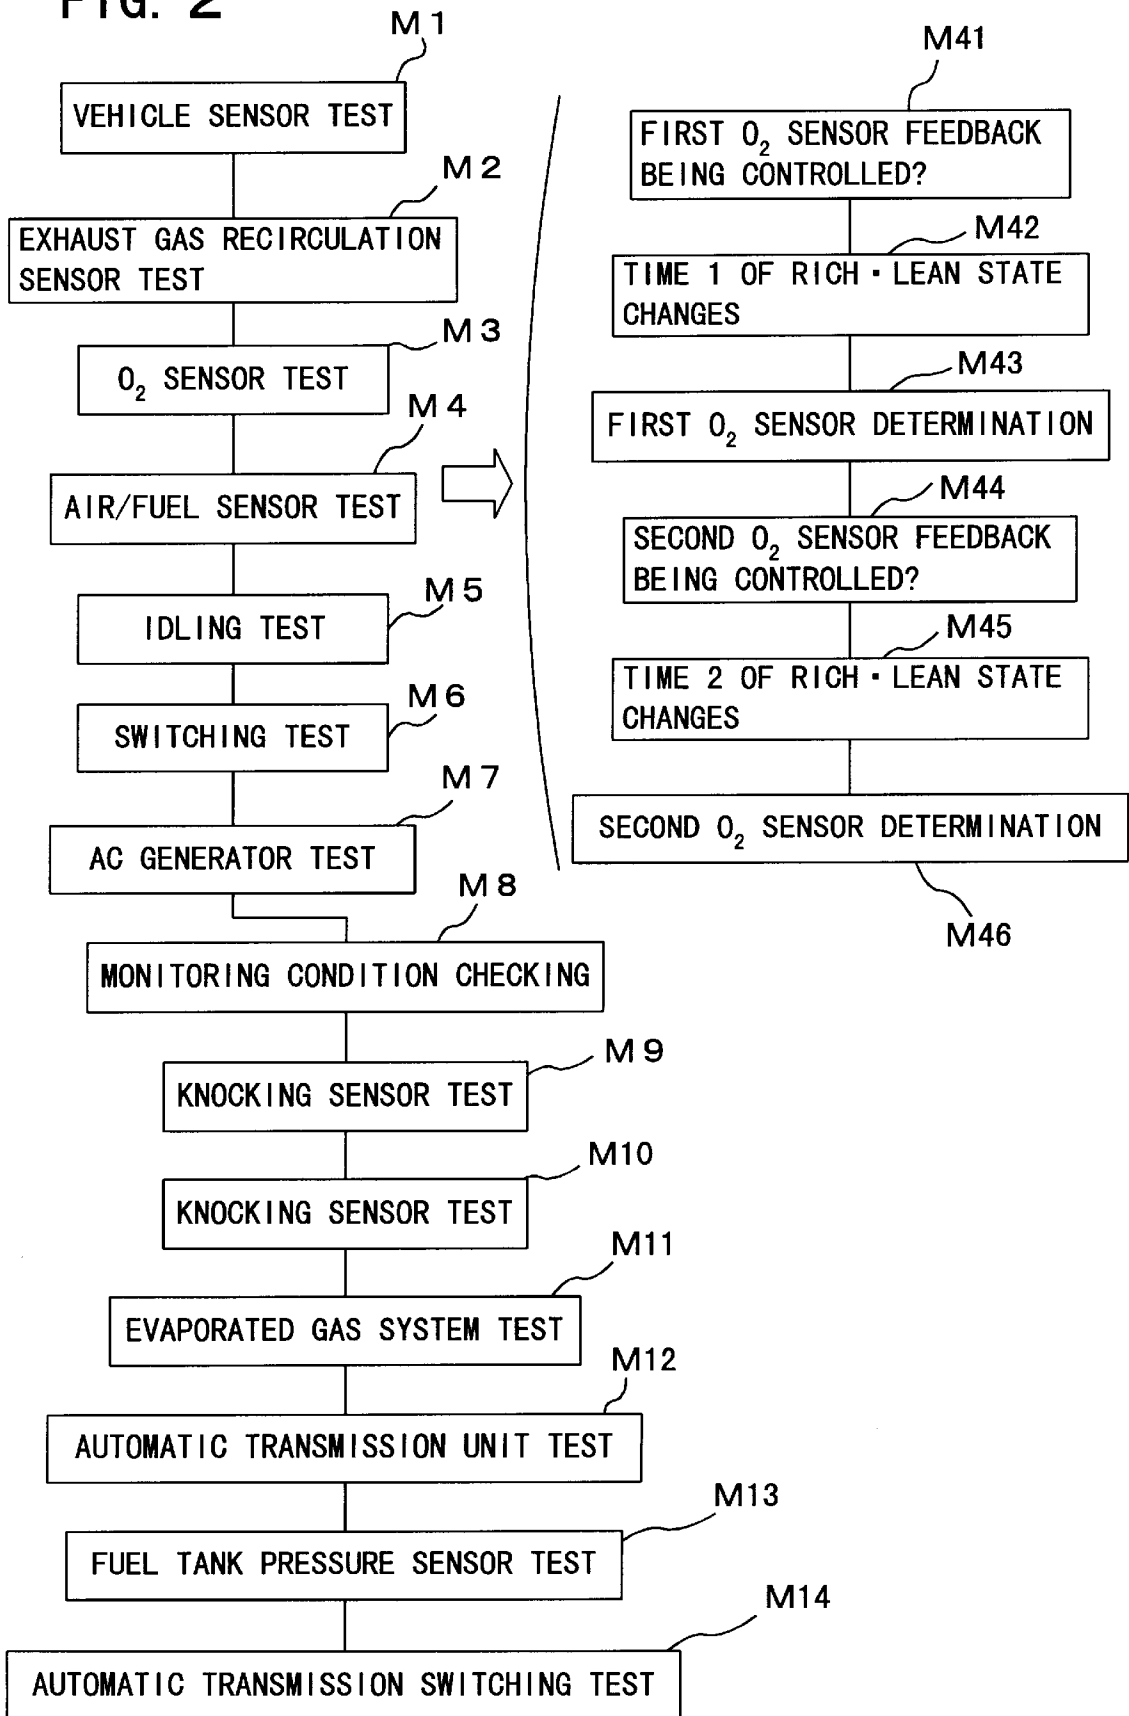 FIG. 2
M1
VEHICLE SENSOR TEST
M2
EXHAUST GAS RECIRCULATION
SENSOR TEST
M3
O₂ SENSOR TEST
M4
AIR/FUEL SENSOR TEST
M5
IDLING TEST
M6
SWITCHING TEST
M7
AC GENERATOR TEST
M8
MONITORING CONDITION CHECKING
M9
KNOCKING SENSOR TEST
M10
KNOCKING SENSOR TEST
M11
EVAPORATED GAS SYSTEM TEST
M12
AUTOMATIC TRANSMISSION UNIT TEST
M13
FUEL TANK PRESSURE SENSOR TEST
M14
AUTOMATIC TRANSMISSION SWITCHING TEST
M41
FIRST O₂ SENSOR FEEDBACK
BEING CONTROLLED?
M42
TIME 1 OF RICH・LEAN STATE
CHANGES
M43
FIRST O₂ SENSOR DETERMINATION
M44
SECOND O₂ SENSOR FEEDBACK
BEING CONTROLLED?
M45
TIME 2 OF RICH・LEAN STATE
CHANGES
SECOND O₂ SENSOR DETERMINATION
M46